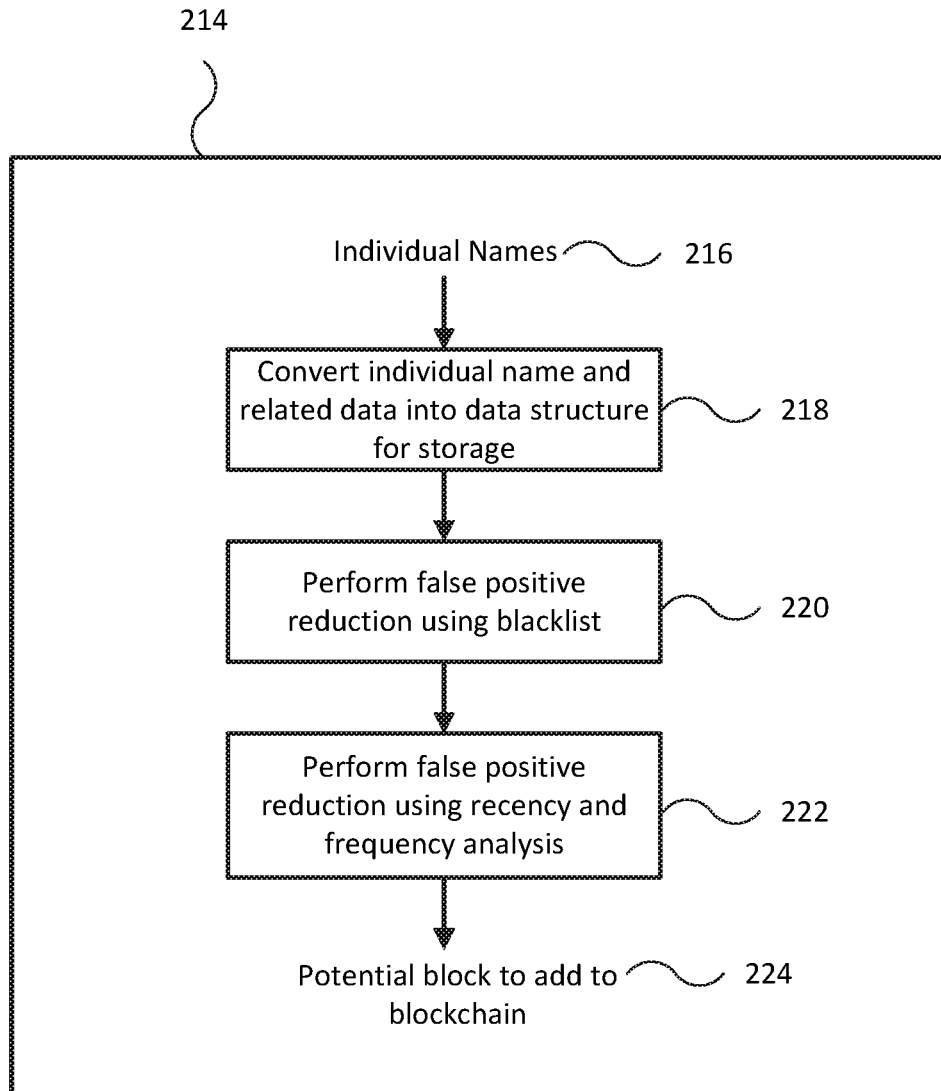 214
Individual Names 216
Convert individual name and
related data into data structure
for storage
218
Perform false positive
reduction using blacklist
220
Perform false positive
reduction using recency and
frequency analysis
222
Potential block to add to
blockchain
224